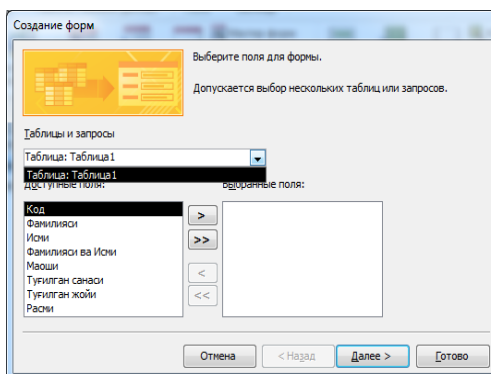 Создание форм
Выберите поля для формы.
Допускается выбор нескольких таблиц или запросов.
Таблицы и запросы
Таблица: Таблица1
Таблица: Таблица1
Доступные поля:
Выбранные поля:
Код
Фамилияси
Исми
Фамилияси ва Исми
Маоши
Туғилган санаси
Туғилган жойи
Расми
>
>>
<
<<
Отмена
< Назад
Далее >
Готово